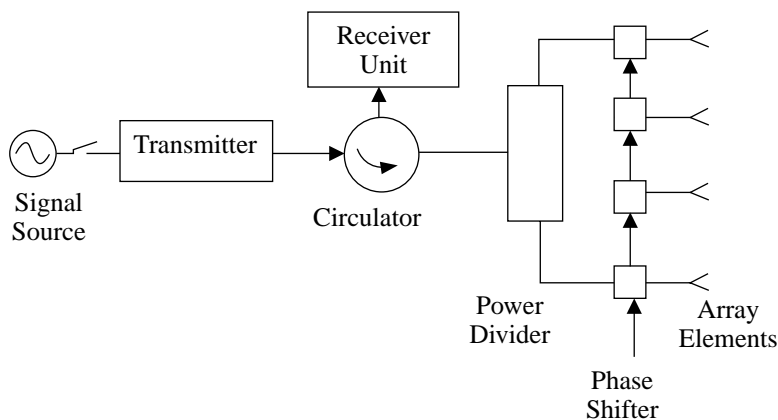 Receiver
Unit
Transmitter
Signal
Source
Circulator
Power
Divider
Array
Elements
Phase
Shifter